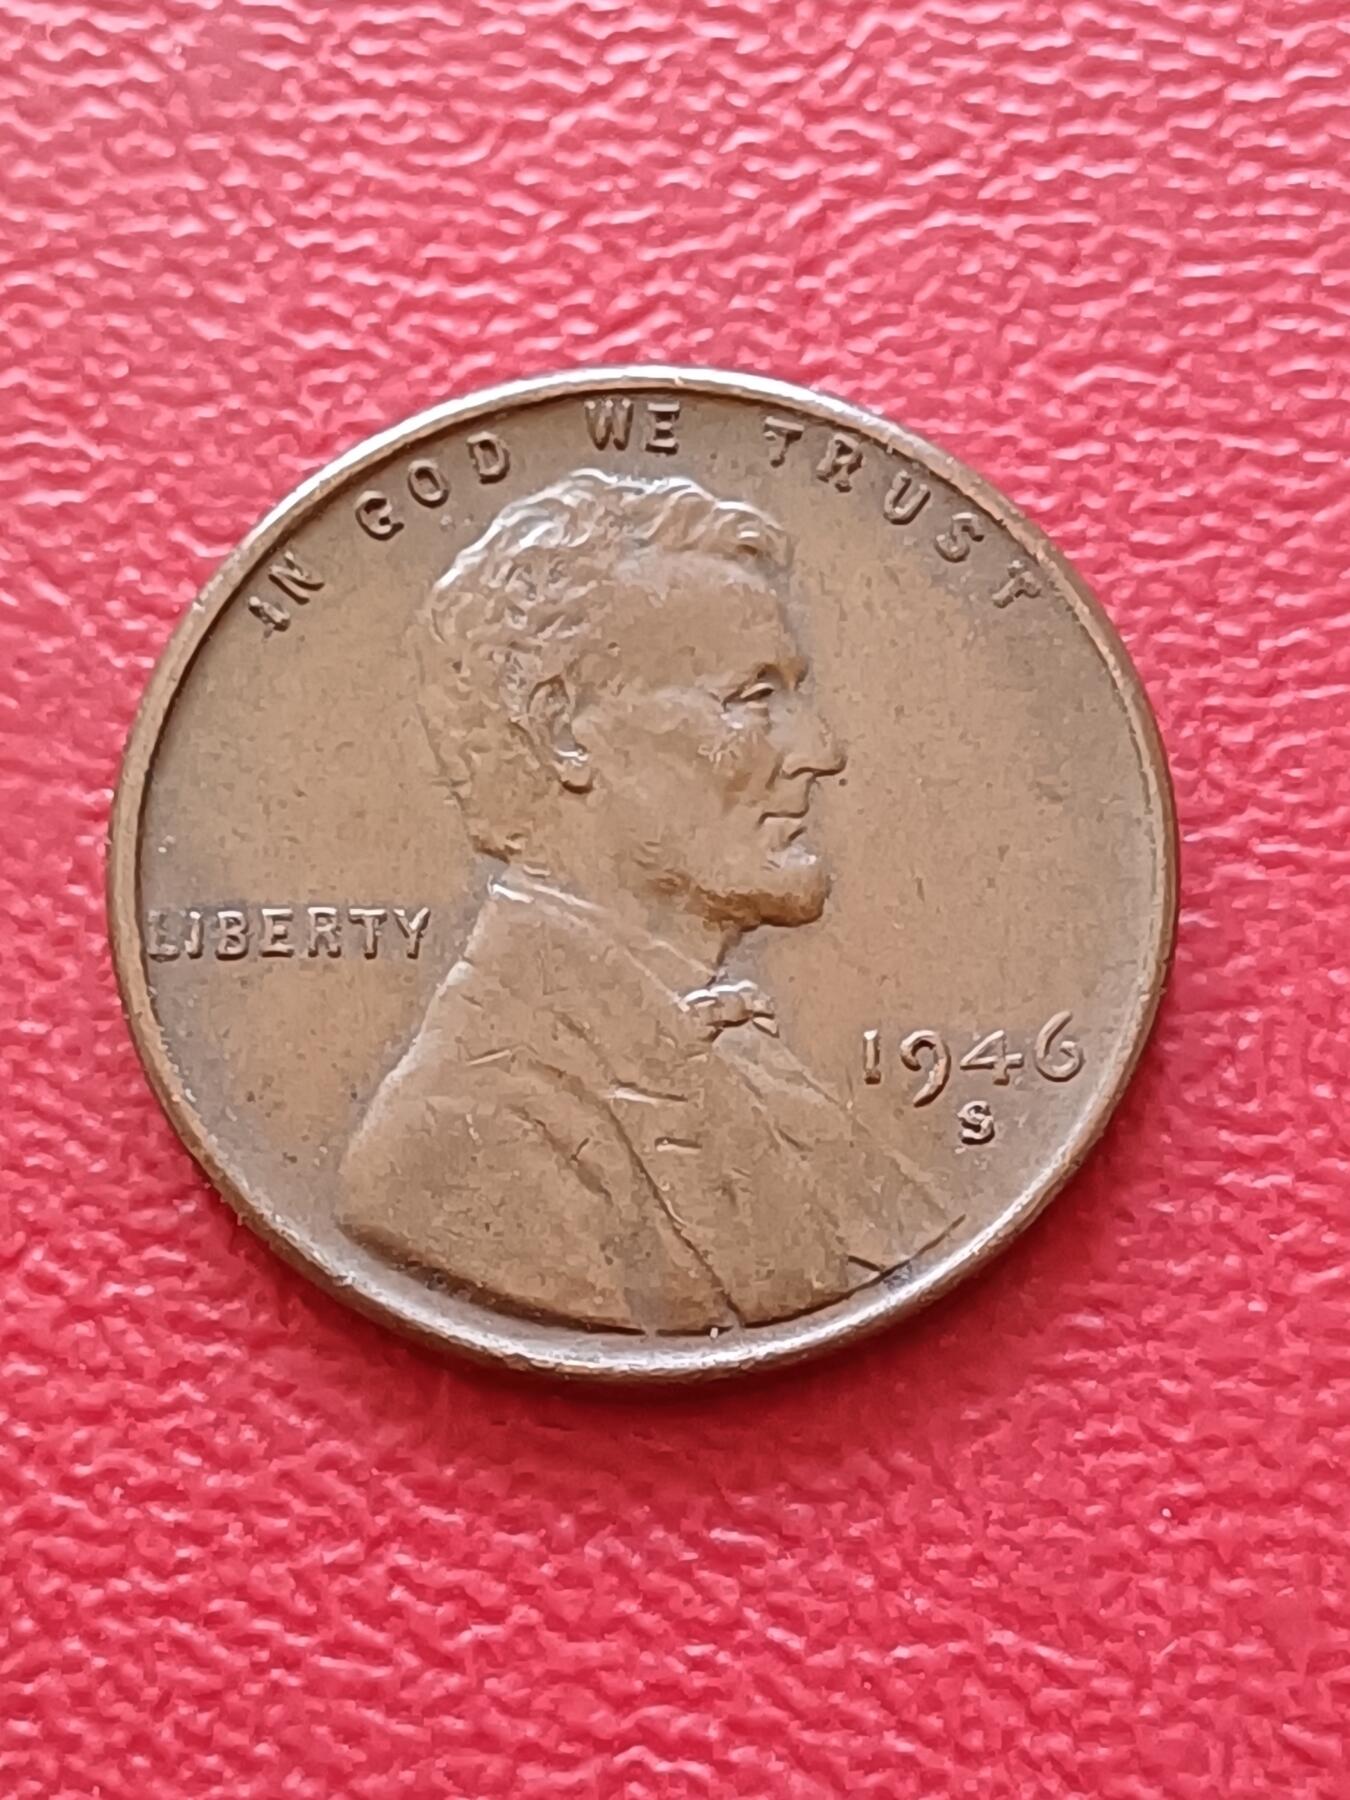 IN GOD WE TRUST
LIBERTY
1946
S